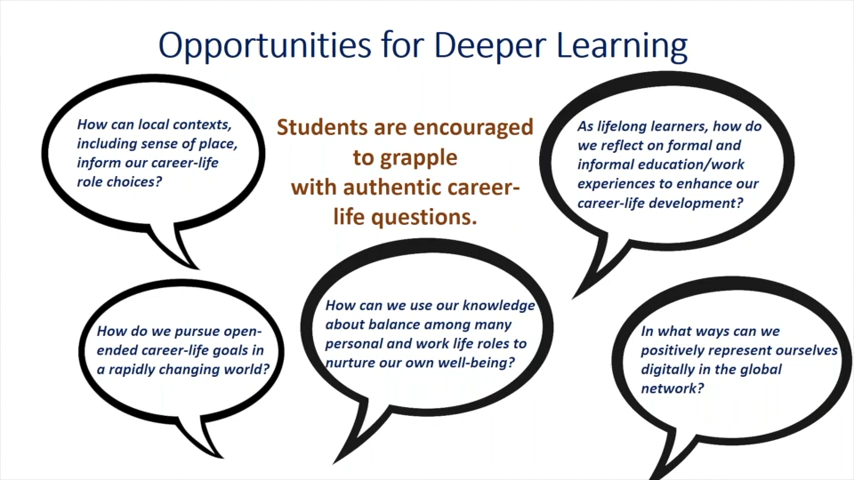 Opportunities for Deeper Learning
How can local contexts,
including sense of place,
inform our career-life
role choices?
Students are encouraged
to grapple
with authentic career-
life questions.
As lifelong learners, how do
we reflect on formal and
informal education/work
experiences to enhance our
career-life development?
How do we pursue open-
ended career-life goals in
a rapidly changing world?
How can we use our knowledge
about balance among many
personal and work life roles to
nurture our own well-being?
In what ways can we
positively represent ourselves
digitally in the global
network?